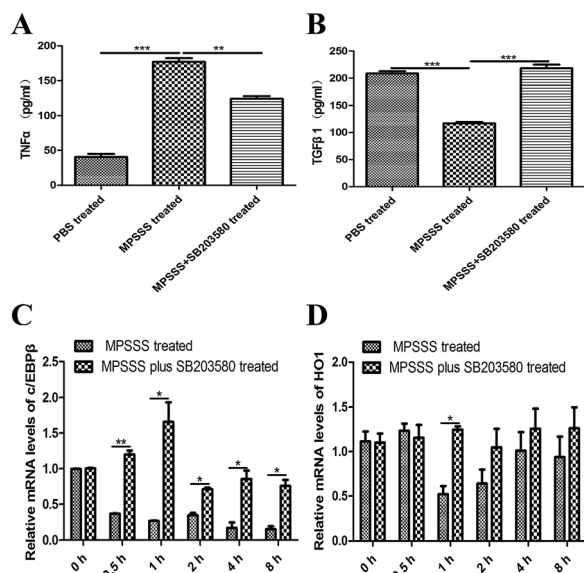 A
*** **
TNFα (pg/ml)
200
150
100
50
0
PBS treated
MPSSS treated
MPSSS+SB203580 treated
B
*** ***
TGFβ 1 (pg/ml)
250
200
150
100
50
0
PBS treated
MPSSS treated
MPSSS+SB203580 treated
C
MPSSS treated
MPSSS plus SB203580 treated
Relative mRNA levels of c/EBPβ
2.0
1.5
1.0
0.5
0.0
** * * * *
0 h
0.5 h
1 h
2 h
4 h
8 h
D
MPSSS treated
MPSSS plus SB203580 treated
Relative mRNA levels of HO1
2.0
1.5
1.0
0.5
0.0
*
0 h
0.5 h
1 h
2 h
4 h
8 h